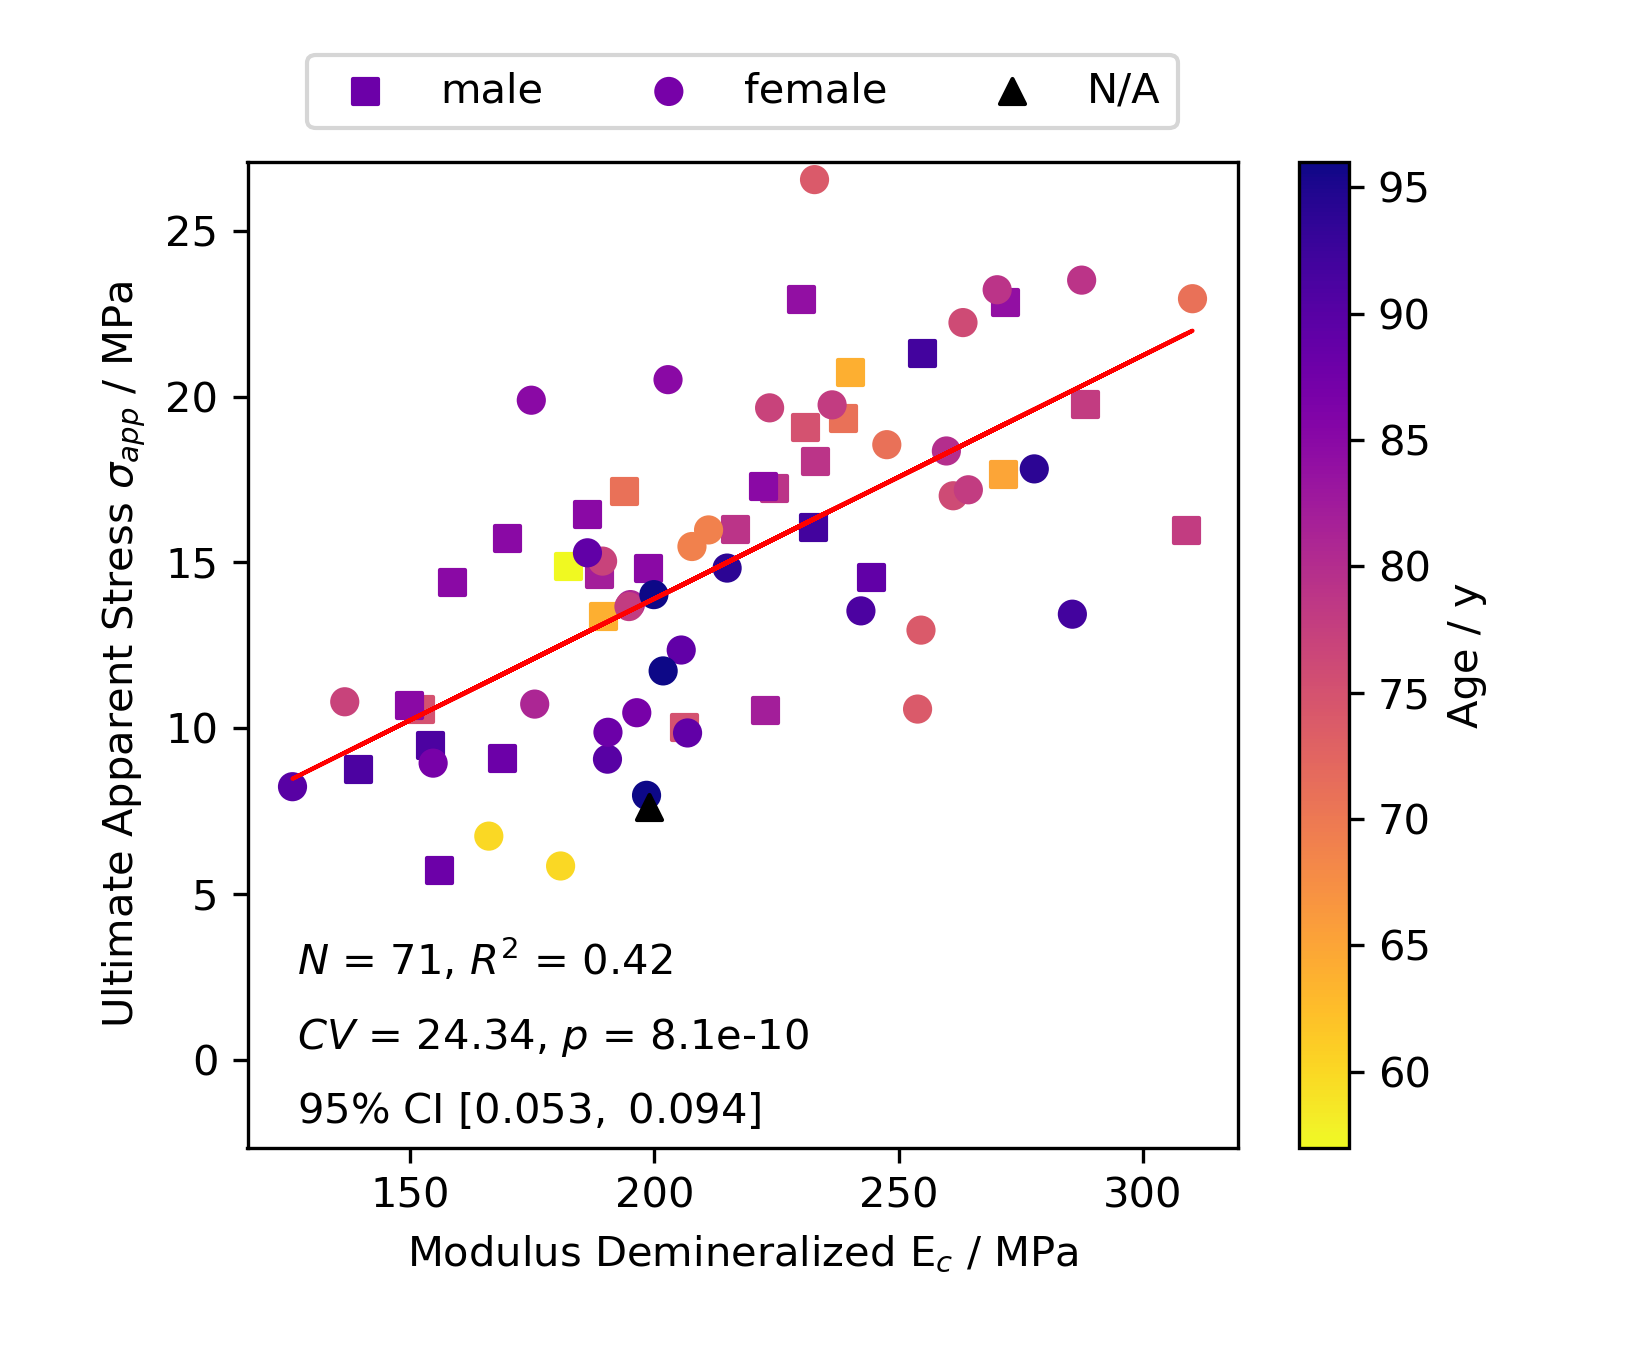 male female N/A
25
20
15
10
5
0
Ultimate Apparent Stress σapp / MPa
N = 71, R² = 0.42
CV = 24.34, p = 8.1e-10
95% CI [0.053, 0.094]
150 200 250 300
Modulus Demineralized Ec / MPa
95
90
85
80
75
70
65
60
Age / y